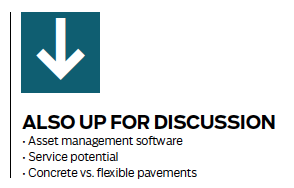 ALSO UP FOR DISCUSSION
• Asset management software
• Service potential
• Concrete vs. flexible pavements